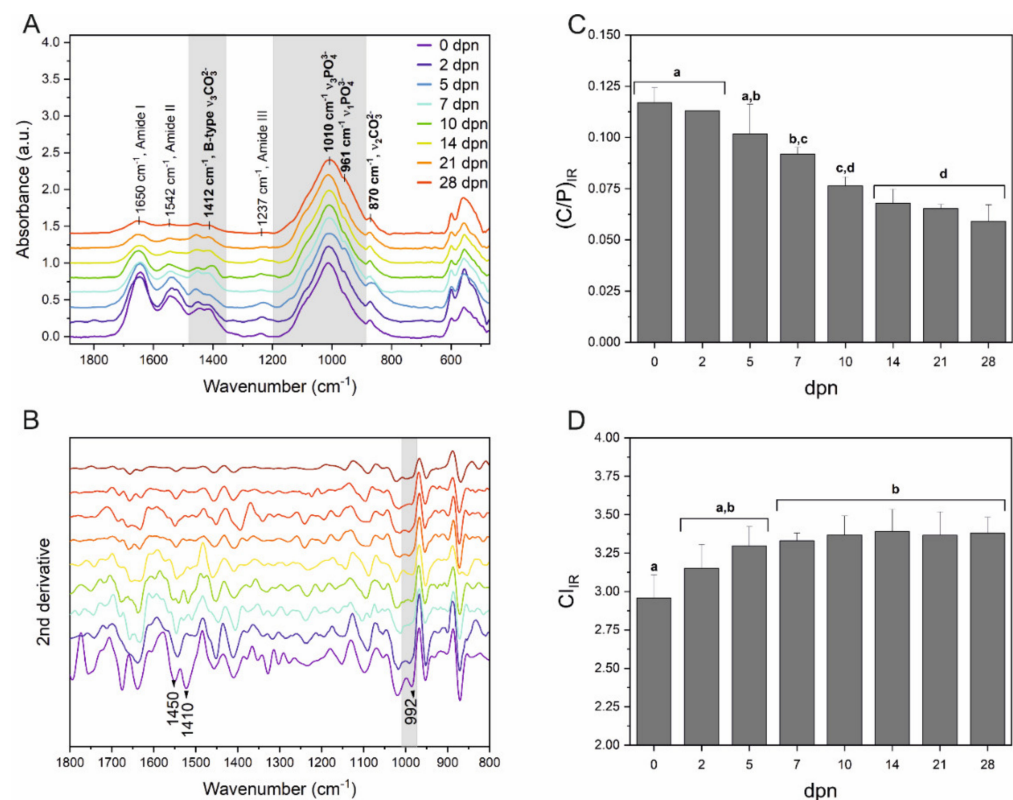 A
Absorbance (a.u.)
4.0
3.5
3.0
2.5
2.0
1.5
1.0
0.5
0.0
1650 cm⁻¹, Amide I
1542 cm⁻¹, Amide II
1412 cm⁻¹, B-type ν₃CO₃²⁻
1237 cm⁻¹, Amide III
1010 cm⁻¹ ν₃PO₄³⁻
961 cm⁻¹ ν₁PO₄³⁻
870 cm⁻¹, ν₂CO₃²⁻
0 dpn
2 dpn
5 dpn
7 dpn
10 dpn
14 dpn
21 dpn
28 dpn
1800 1600 1400 1200 1000 800 600
Wavenumber (cm⁻¹)
C
(C/P)IR
0.150
0.125
0.100
0.075
0.050
0.025
0.000
a
a,b
b,c
c,d
d
0 2 5 7 10 14 21 28
dpn
B
2nd derivative
1450
1410
992
1800 1700 1600 1500 1400 1300 1200 1100 1000 900 800
Wavenumber (cm⁻¹)
D
CIIR
4.00
3.75
3.50
3.25
3.00
2.75
2.50
2.25
2.00
a
a,b
b
0 2 5 7 10 14 21 28
dpn